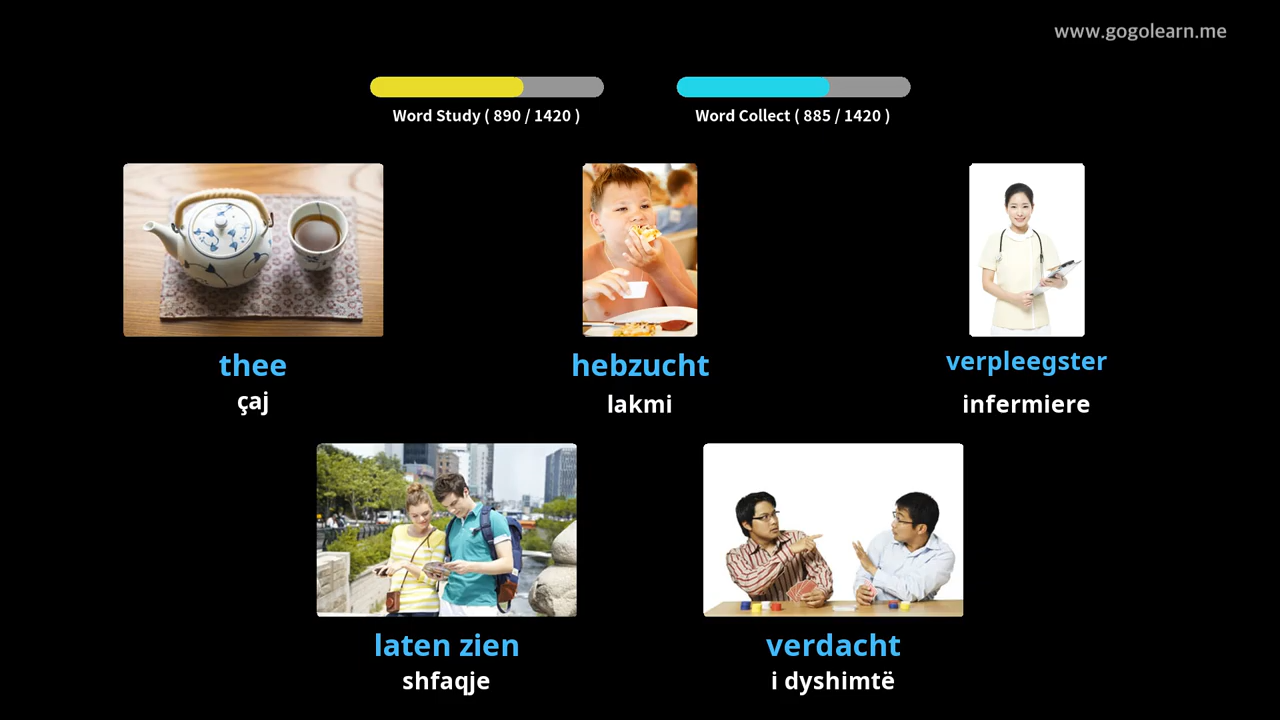 www.gogolearn.me
Word Study ( 890 / 1420 )
Word Collect ( 885 / 1420 )
thee
çaj
hebzucht
lakmi
verpleegster
infermiere
laten zien
shfaqje
verdacht
i dyshimtë